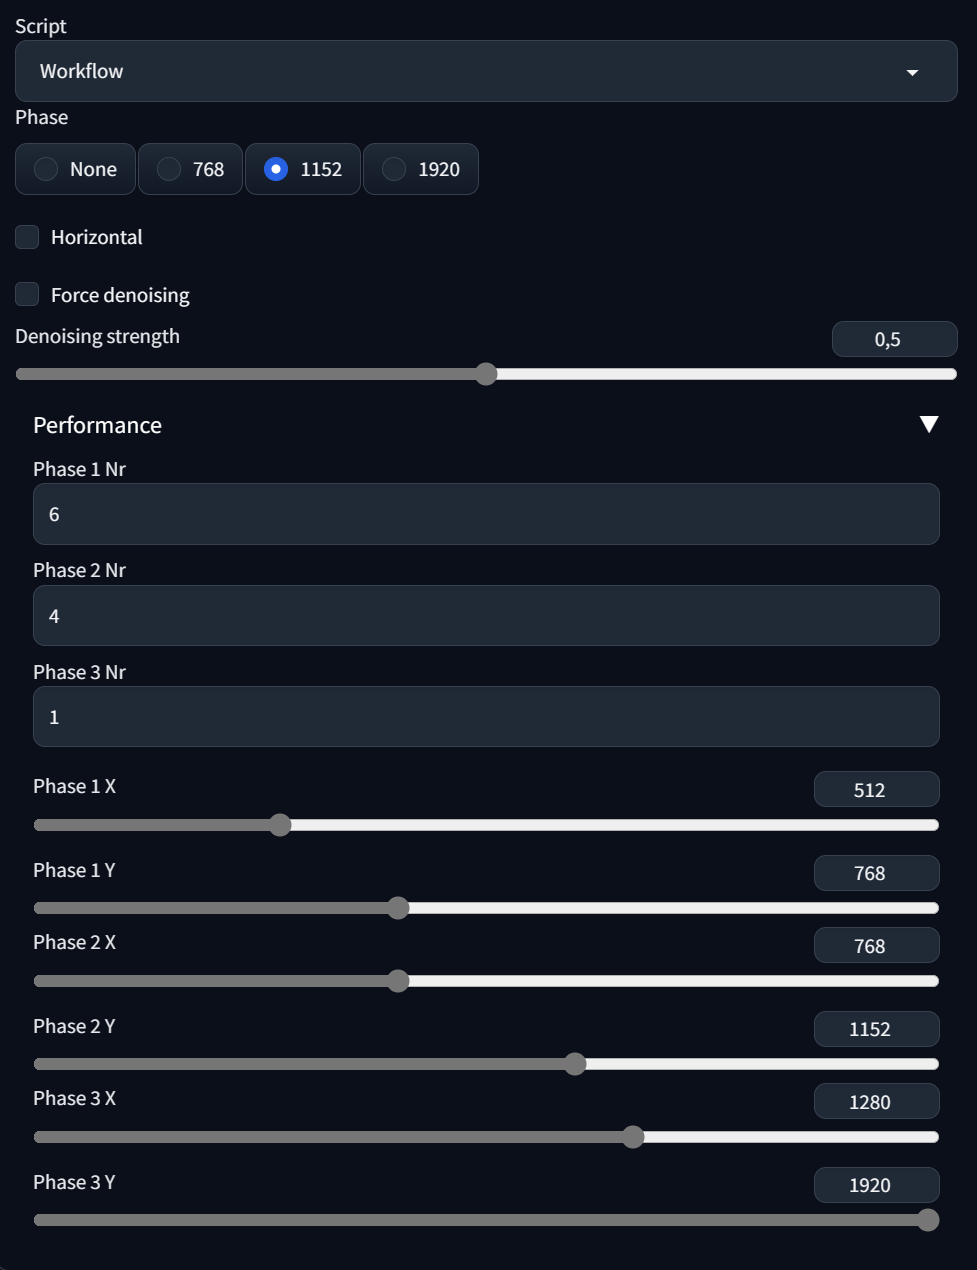 Script
Workflow
Phase
None 768 1152 1920
Horizontal
Force denoising
Denoising strength 0,5
Performance
Phase 1 Nr
6
Phase 2 Nr
4
Phase 3 Nr
1
Phase 1 X 512
Phase 1 Y 768
Phase 2 X 768
Phase 2 Y 1152
Phase 3 X 1280
Phase 3 Y 1920